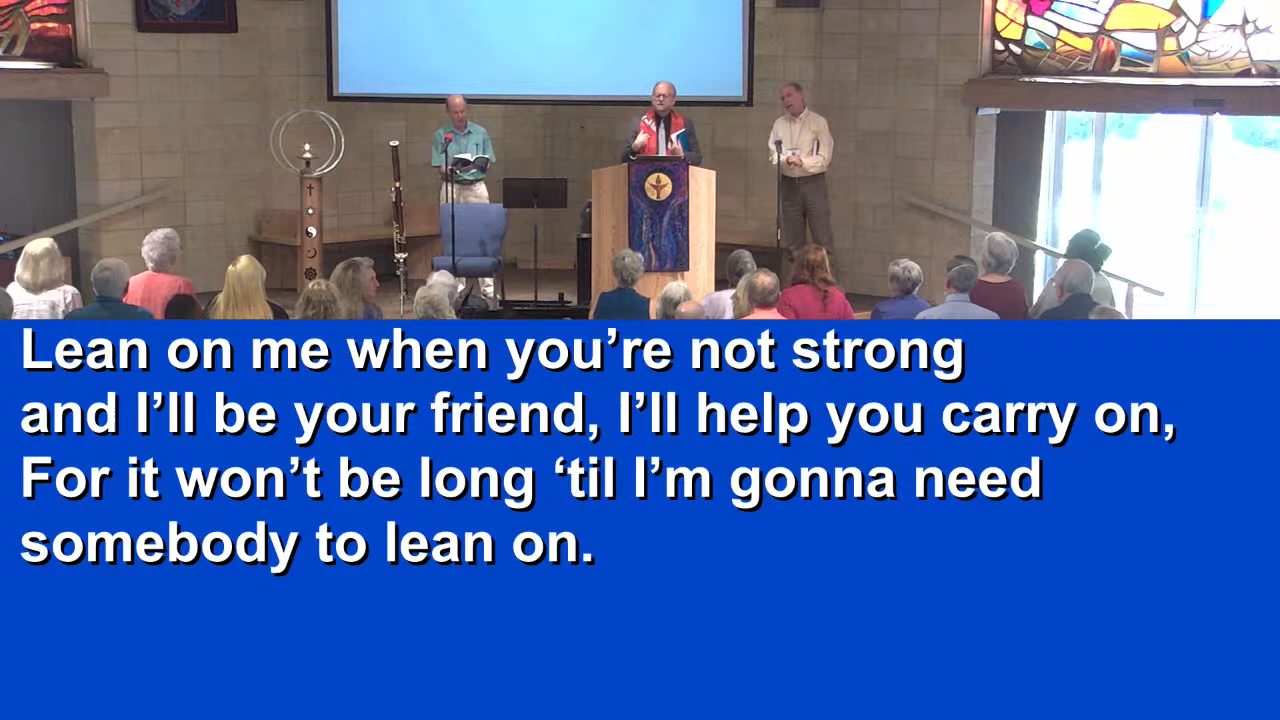 Lean on me when you’re not strong
and I’ll be your friend, I’ll help you carry on,
For it won’t be long ‘til I’m gonna need
somebody to lean on.